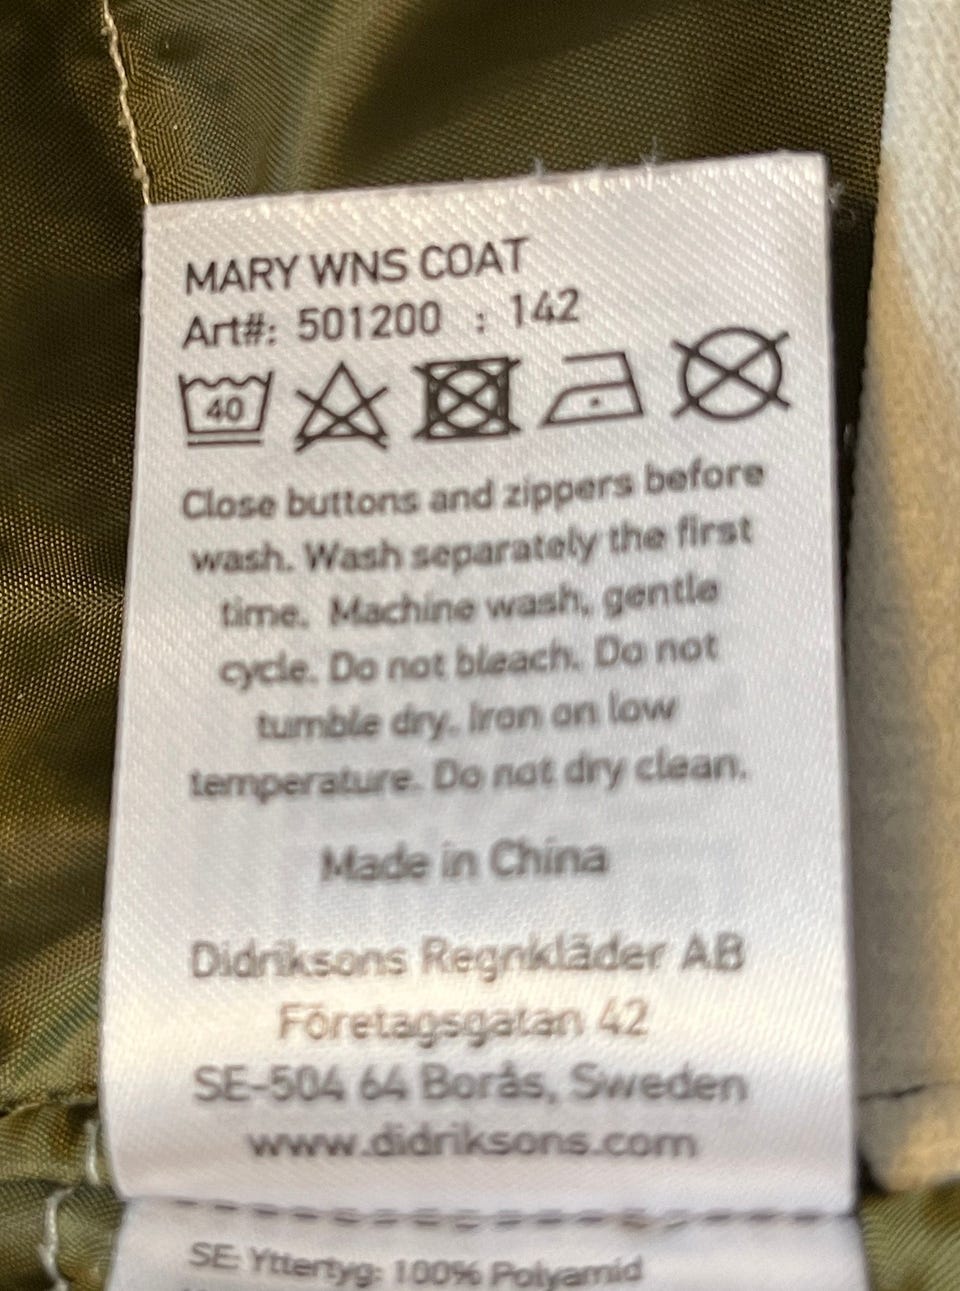 MARY WNS COAT
Art#: 501200 : 142
40
Close buttons and zippers before
wash. Wash separately the first
time. Machine wash, gentle
cycle. Do not bleach. Do not
tumble dry. Iron on low
temperature. Do not dry clean.
Made in China
Didriksons Regnkläder AB
Företagsgatan 42
SE-504 64 Borås, Sweden
www.didriksons.com
SE: Yttertyg: 100% Polyamid